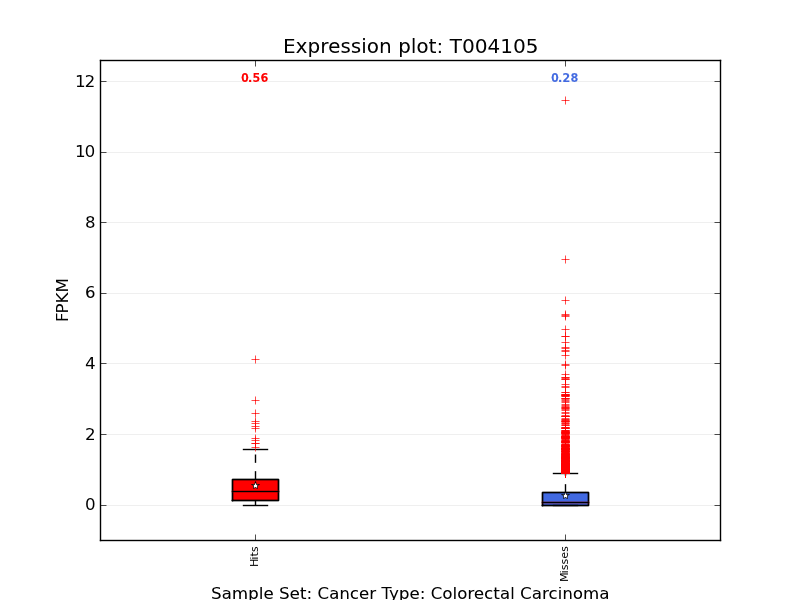 Expression plot: T004105
0.56
0.28
12
10
8
6
4
2
0
FPKM
Hits
Misses
Sample Set: Cancer Type: Colorectal Carcinoma